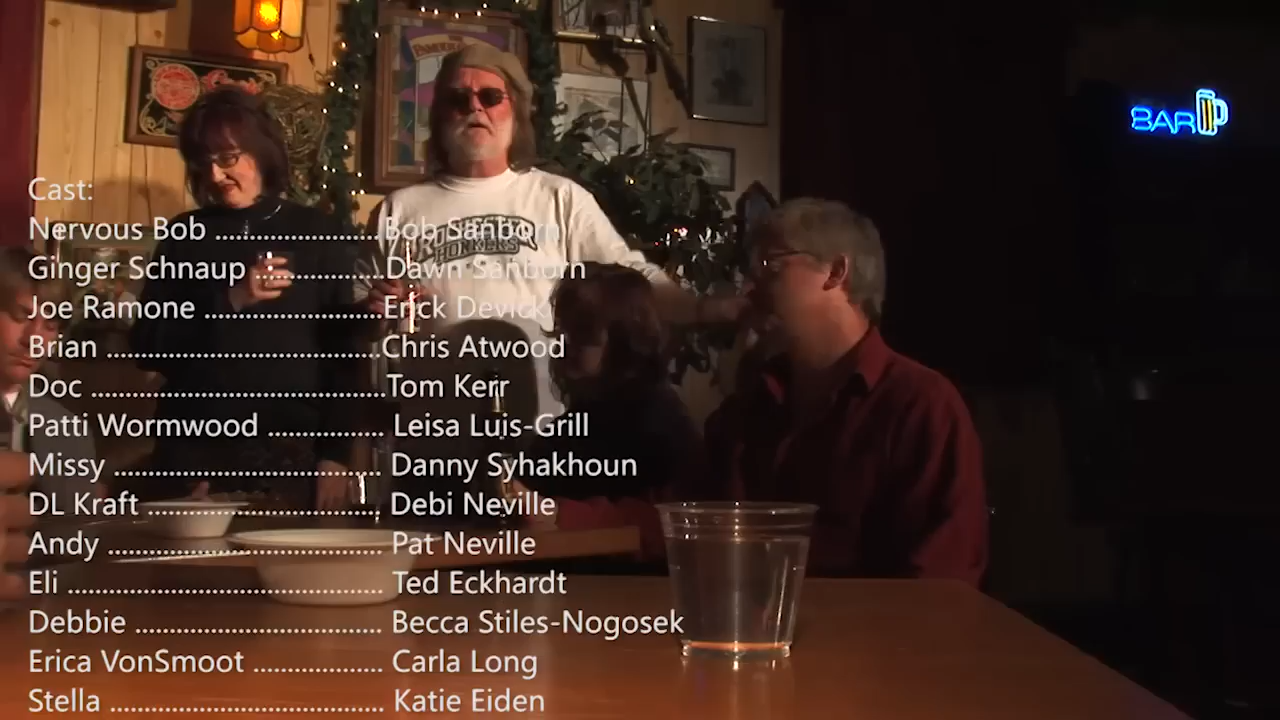 BAR
Cast:
Nervous Bob ........................Bob Sanborn
Ginger Schnaup ...................Dawn Sanborn
Joe Ramone ..........................Erick Devick
Brian ........................................Chris Atwood
Doc ...........................................Tom Kerr
Patti Wormwood ................. Leisa Luis-Grill
Missy ....................................... Danny Syhakhoun
DL Kraft .................................. Debi Neville
Andy ........................................ Pat Neville
Eli .............................................. Ted Eckhardt
Debbie .................................... Becca Stiles-Nogosek
Erica VonSmoot ................... Carla Long
Stella ........................................ Katie Eiden
HONKERS